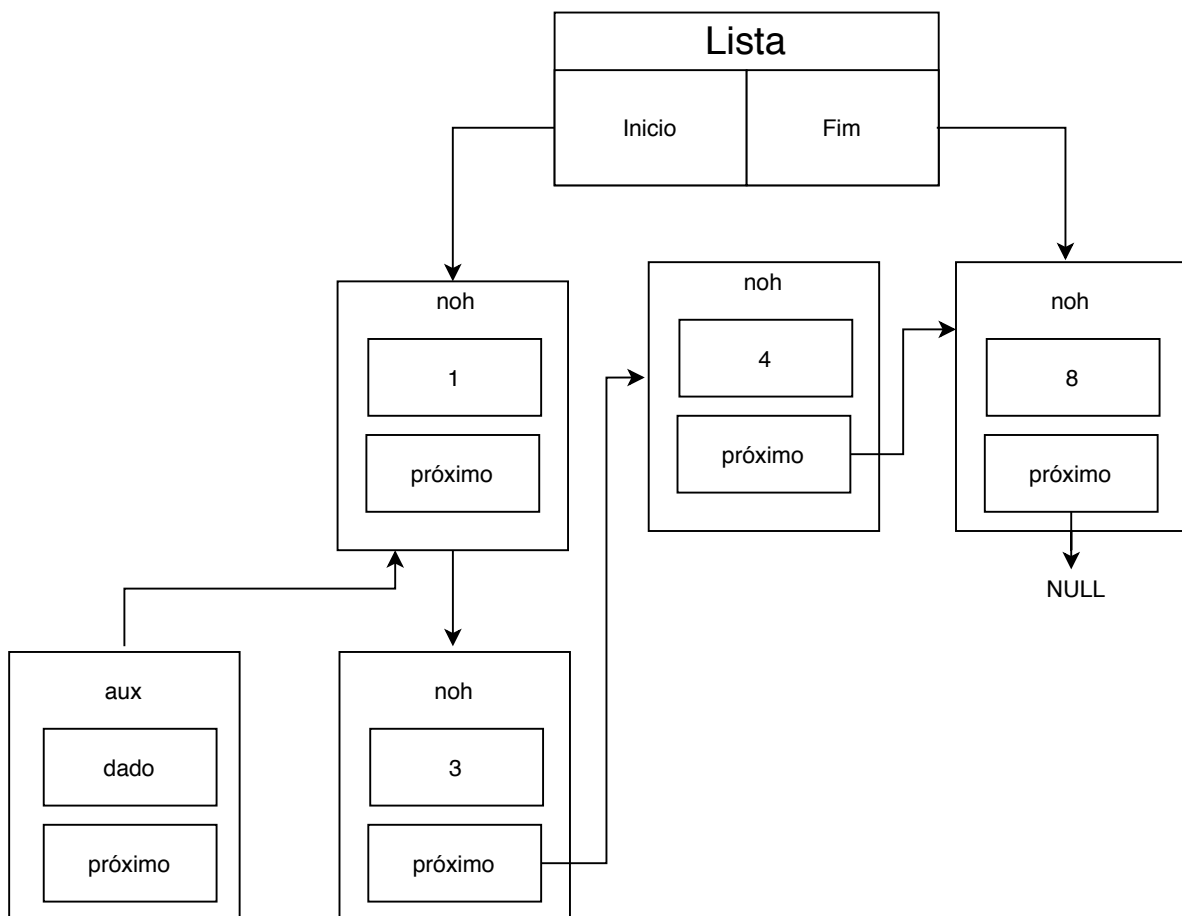 Lista
Inicio
Fim
noh
1
próximo
noh
4
próximo
noh
8
próximo
NULL
aux
dado
próximo
noh
3
próximo